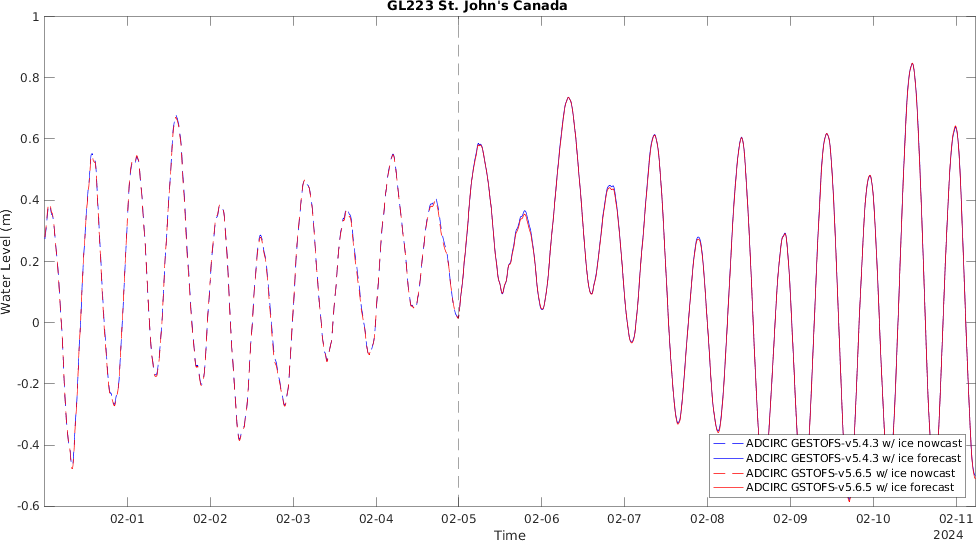 GL223 St. John's Canada
1
0.8
0.6
0.4
0.2
0
-0.2
-0.4
-0.6
Water Level (m)
ADCIRC GESTOFS-v5.4.3 w/ ice nowcast
ADCIRC GESTOFS-v5.4.3 w/ ice forecast
ADCIRC GSTOFS-v5.6.5 w/ ice nowcast
ADCIRC GSTOFS-v5.6.5 w/ ice forecast
02-01 02-02 02-03 02-04 02-05 02-06 02-07 02-08 02-09 02-10 02-11
Time
2024